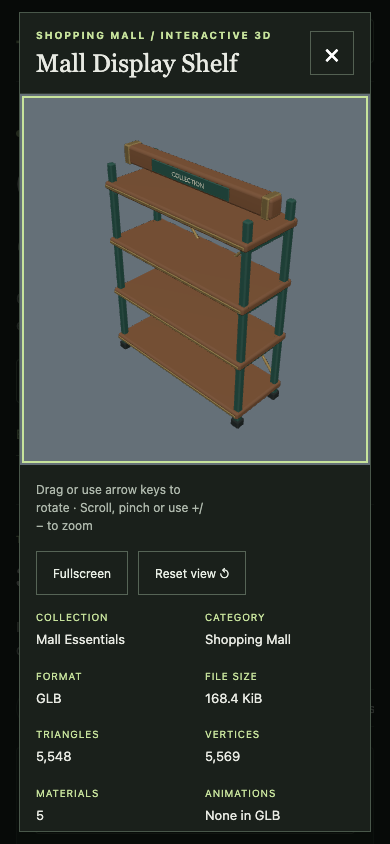 SHOPPING MALL / INTERACTIVE 3D
Mall Display Shelf
×
COLLECTION
Drag or use arrow keys to
rotate · Scroll, pinch or use +/
− to zoom
Fullscreen
Reset view ↺
COLLECTION
CATEGORY
Mall Essentials
Shopping Mall
FORMAT
FILE SIZE
GLB
168.4 KiB
TRIANGLES
VERTICES
5,548
5,569
MATERIALS
ANIMATIONS
5
None in GLB